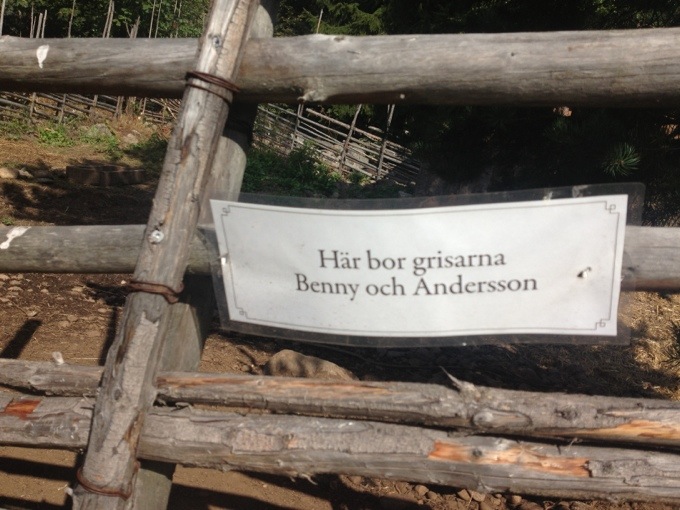 Här bor grisarna
Benny och Andersson